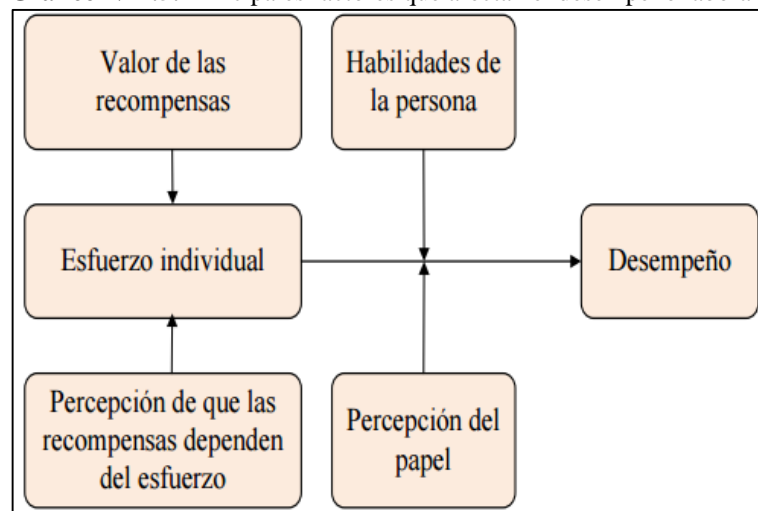 Valor de las
recompensas
Habilidades de
la persona
Esfuerzo individual
Desempeño
Percepción de que las
recompensas dependen
del esfuerzo
Percepción del
papel